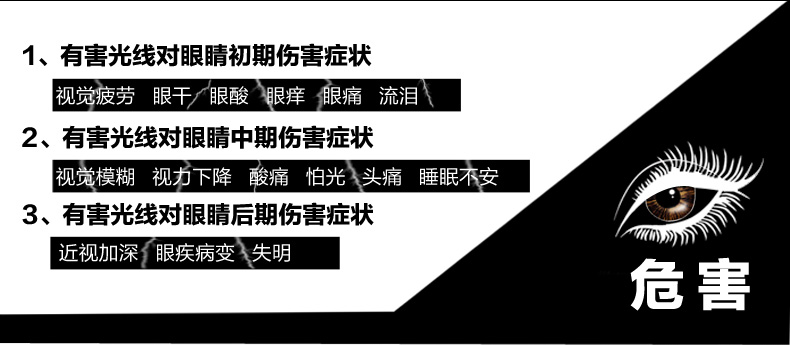 1、有害光线对眼睛初期伤害症状
视觉疲劳 眼干 眼酸 眼痒 眼痛 流泪
2、有害光线对眼睛中期伤害症状
视觉模糊 视力下降 酸痛 怕光 头痛 睡眠不安
3、有害光线对眼睛后期伤害症状
近视加深 眼疾病变 失明
危害